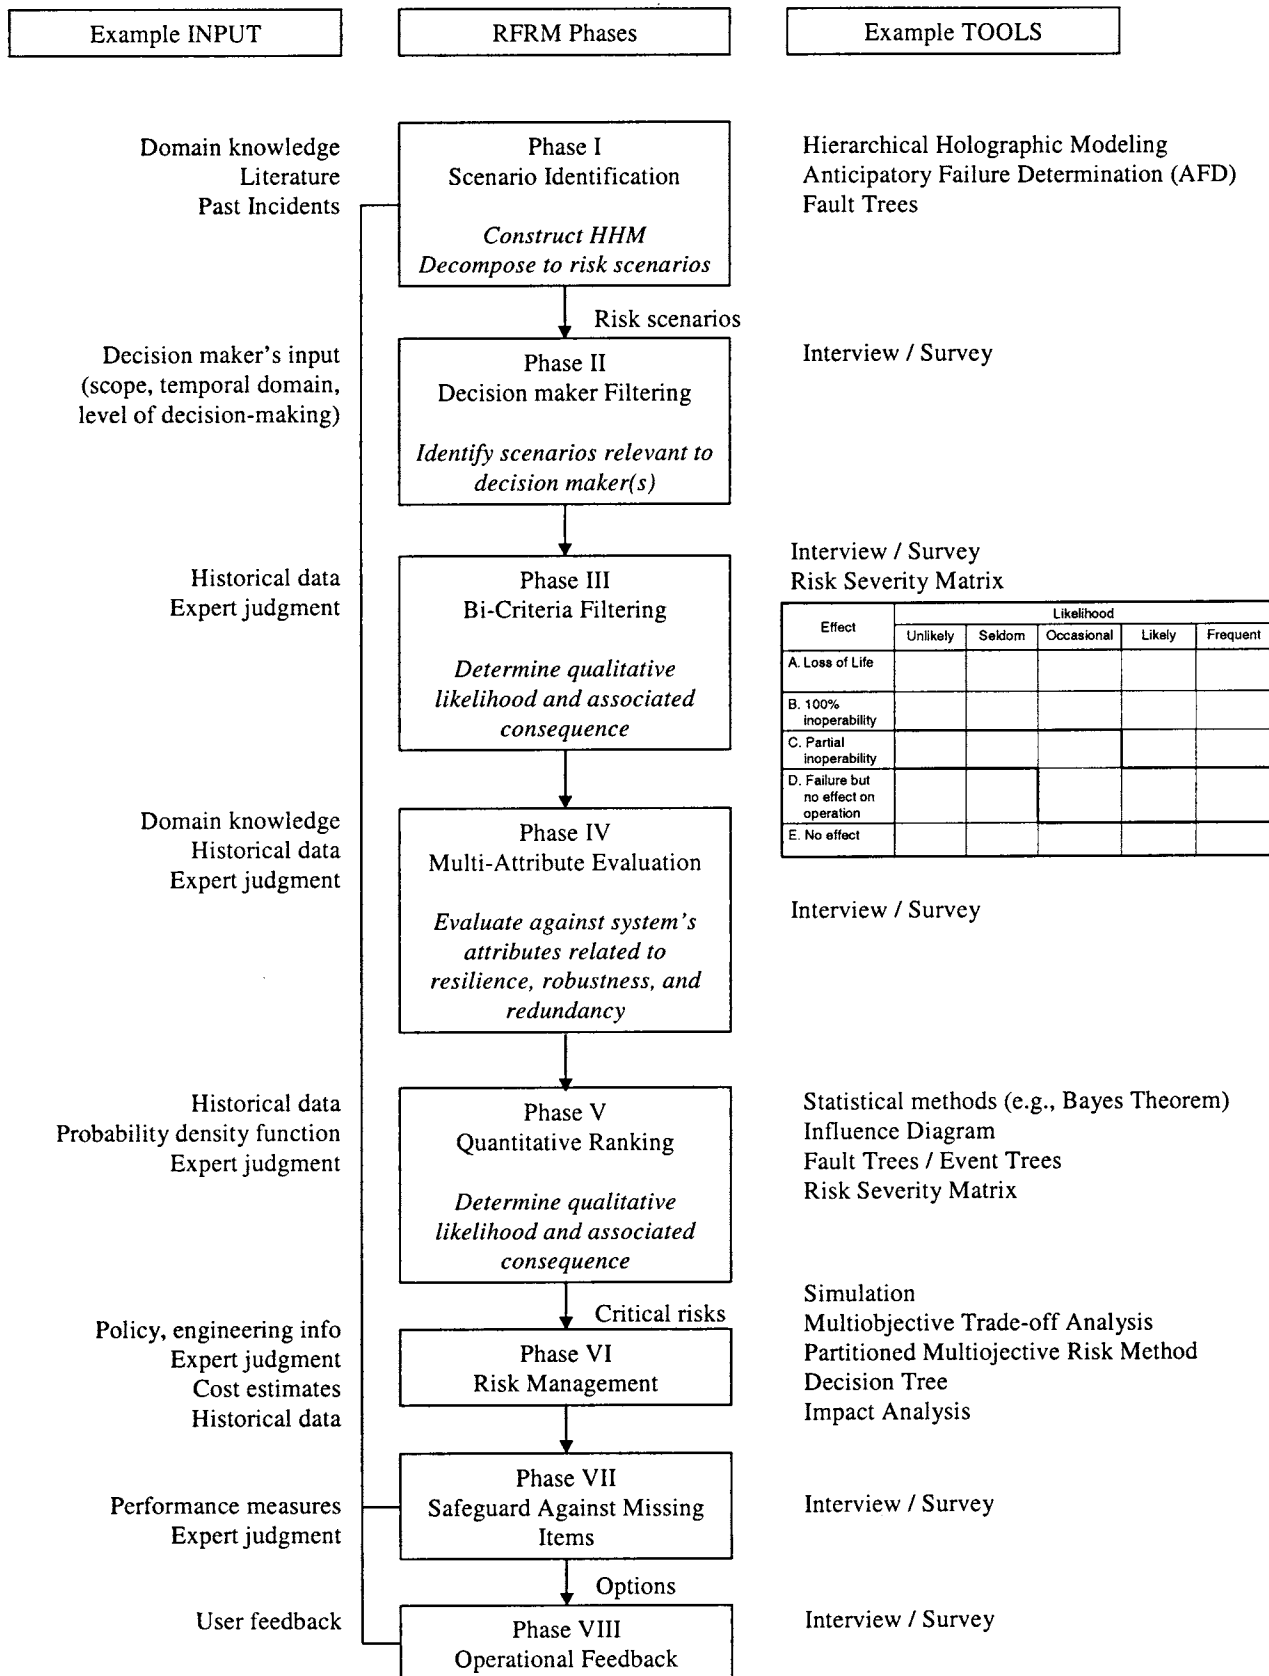 Example INPUT
RFRM Phases
Example TOOLS
Domain knowledge
Literature
Past Incidents
Phase I
Scenario Identification
Construct HHM
Decompose to risk scenarios
Hierarchical Holographic Modeling
Anticipatory Failure Determination (AFD)
Fault Trees
Risk scenarios
Decision maker's input
(scope, temporal domain,
level of decision-making)
Phase II
Decision maker Filtering
Identify scenarios relevant to
decision maker(s)
Interview / Survey
Historical data
Expert judgment
Phase III
Bi-Criteria Filtering
Determine qualitative
likelihood and associated
consequence
Interview / Survey
Risk Severity Matrix
Effect
Likelihood
Unlikely
Seldom
Occasional
Likely
Frequent
A. Loss of Life
B. 100%
inoperability
C. Partial
inoperability
D. Failure but
no effect on
operation
E. No effect
Domain knowledge
Historical data
Expert judgment
Phase IV
Multi-Attribute Evaluation
Evaluate against system's
attributes related to
resilience, robustness, and
redundancy
Interview / Survey
Historical data
Probability density function
Expert judgment
Phase V
Quantitative Ranking
Determine qualitative
likelihood and associated
consequence
Statistical methods (e.g., Bayes Theorem)
Influence Diagram
Fault Trees / Event Trees
Risk Severity Matrix
Critical risks
Policy, engineering info
Expert judgment
Cost estimates
Historical data
Phase VI
Risk Management
Simulation
Multiobjective Trade-off Analysis
Partitioned Multiojective Risk Method
Decision Tree
Impact Analysis
Performance measures
Expert judgment
Phase VII
Safeguard Against Missing
Items
Interview / Survey
Options
User feedback
Phase VIII
Operational Feedback
Interview / Survey